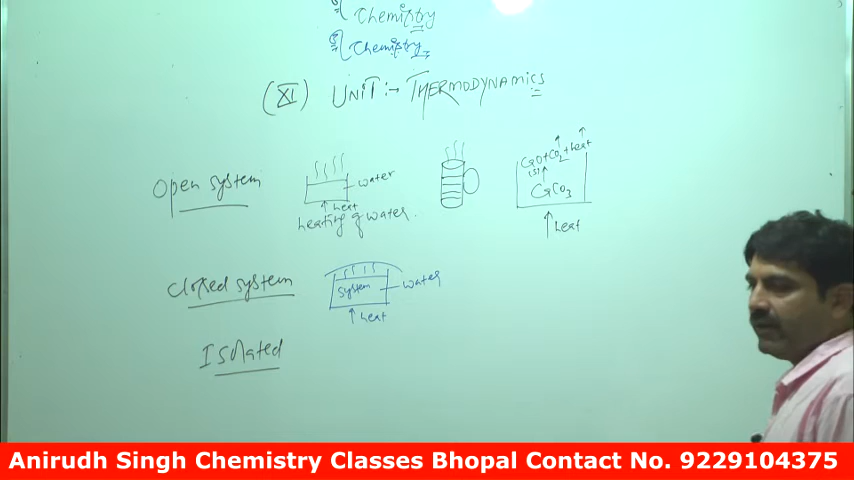 Chemistry
Chemistry
(XI) UNIT :→ THERMODYNAMICS
Open system
water
↑ heat
heating of water.
CaO + CO2 + heat
(s)
CaCO3
↑ heat
Closed system
system
water
↑ heat
Isolated
Anirudh Singh Chemistry Classes Bhopal Contact No. 9229104375